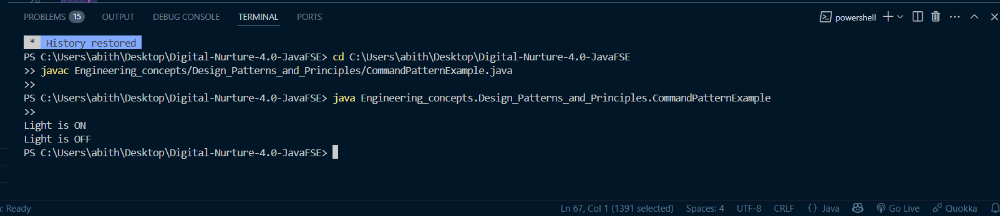 PROBLEMS 15 OUTPUT DEBUG CONSOLE TERMINAL PORTS powershell
* History restored
PS C:\Users\abith\Desktop\Digital-Nurture-4.0-JavaFSE> cd C:\Users\abith\Desktop\Digital-Nurture-4.0-JavaFSE
>> javac Engineering_concepts/Design_Patterns_and_Principles/CommandPatternExample.java
>>
PS C:\Users\abith\Desktop\Digital-Nurture-4.0-JavaFSE> java Engineering_concepts.Design_Patterns_and_Principles.CommandPatternExample
>>
Light is ON
Light is OFF
PS C:\Users\abith\Desktop\Digital-Nurture-4.0-JavaFSE>
: Ready Ln 67, Col 1 (1391 selected) Spaces: 4 UTF-8 CRLF {} Java Go Live Quokka